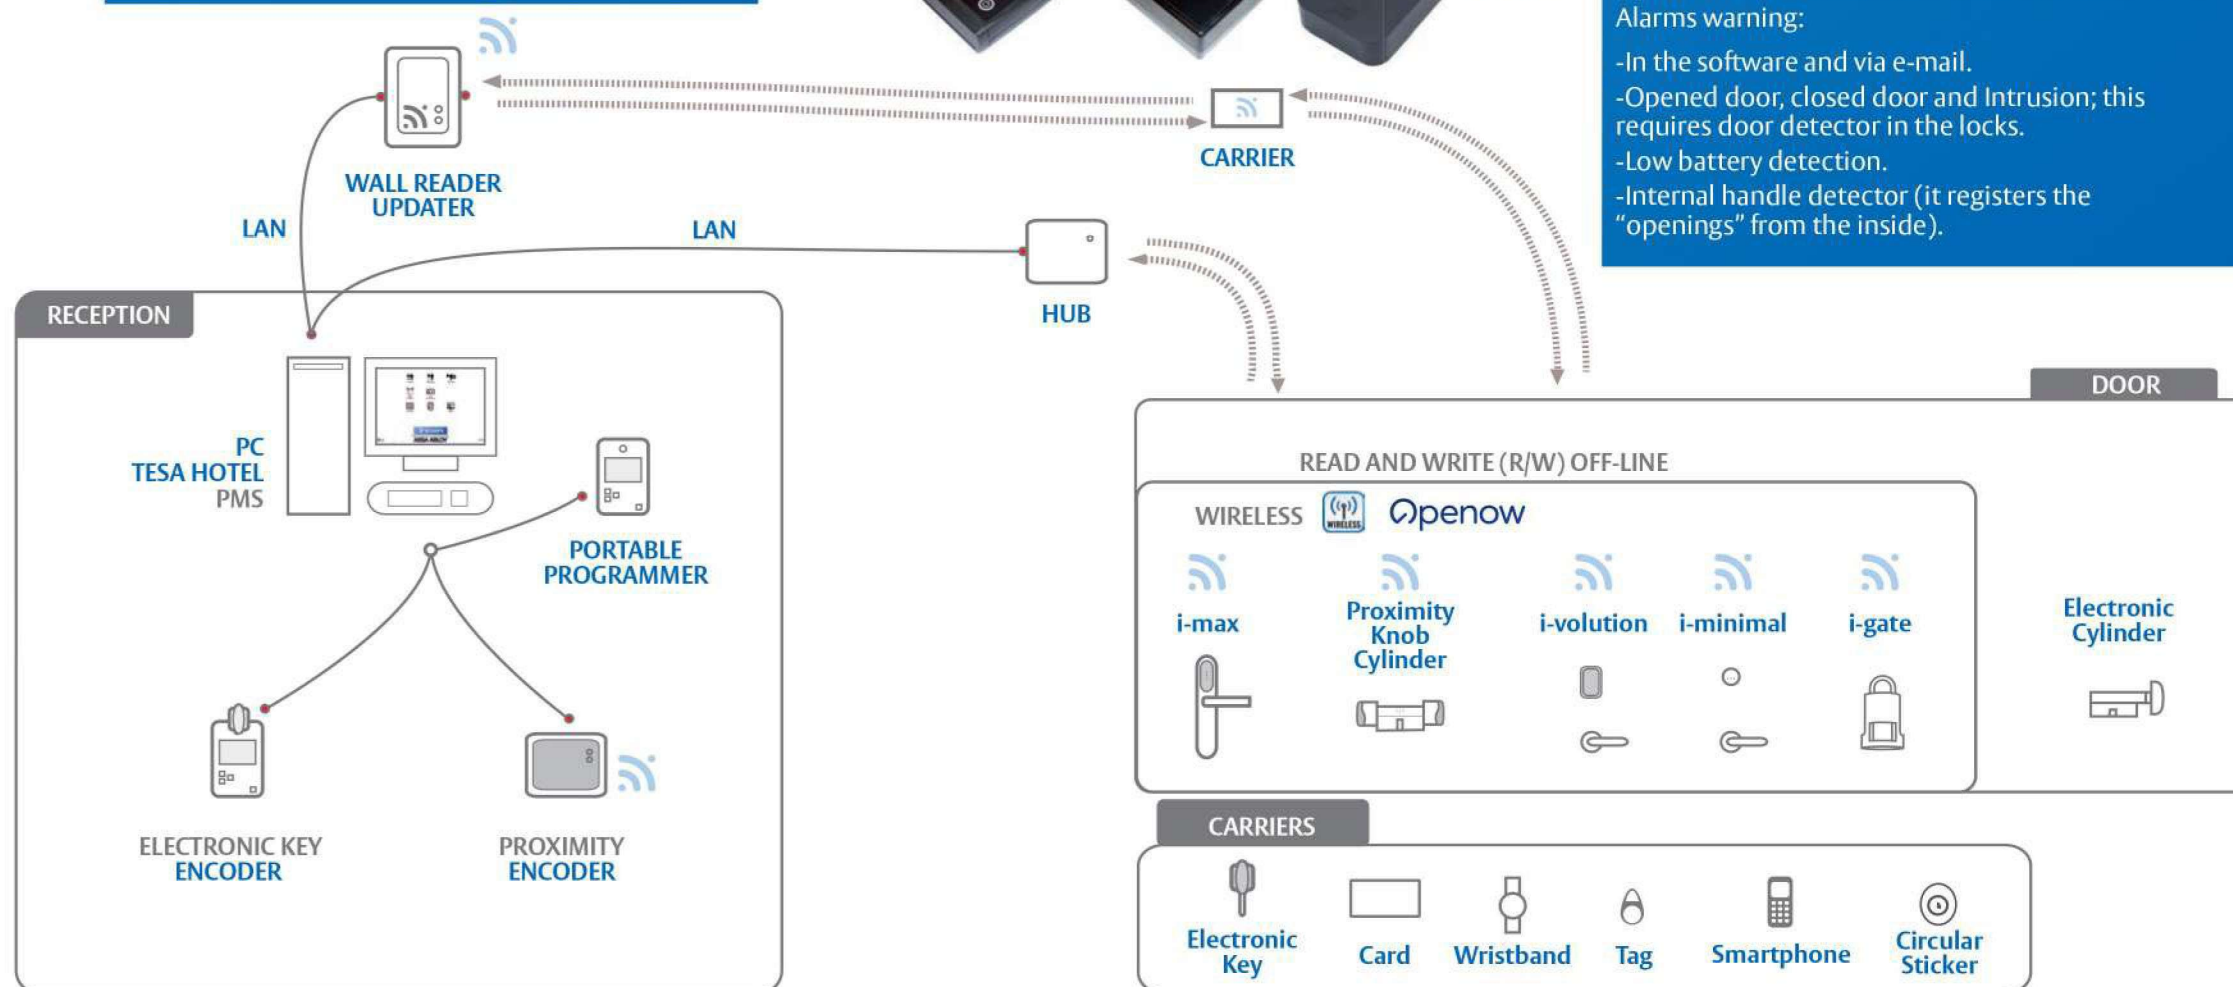 Alarms warning:
-In the software and via e-mail.
-Opened door, closed door and Intrusion; this
requires door detector in the locks.
-Low battery detection.
-Internal handle detector (it registers the
“openings” from the inside).
WALL READER
UPDATER
CARRIER
LAN
LAN
HUB
RECEPTION
PC
TESA HOTEL
PMS
PORTABLE
PROGRAMMER
ELECTRONIC KEY
ENCODER
PROXIMITY
ENCODER
DOOR
READ AND WRITE (R/W) OFF-LINE
WIRELESS
WIRELESS
Openow
i-max
Proximity
Knob
Cylinder
i-volution
i-minimal
i-gate
Electronic
Cylinder
CARRIERS
Electronic
Key
Card
Wristband
Tag
Smartphone
Circular
Sticker